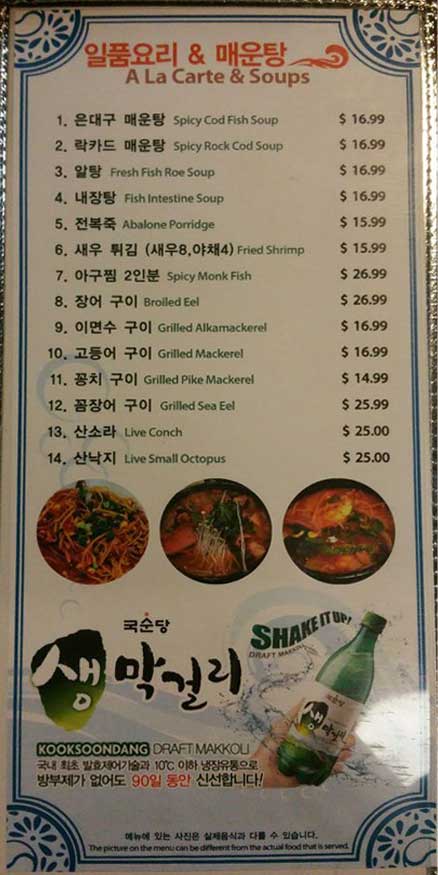 일품요리 & 매운탕
A La Carte & Soups
1. 은대구 매운탕 Spicy Cod Fish Soup $ 16.99
2. 락카드 매운탕 Spicy Rock Cod Soup $ 16.99
3. 알탕 Fresh Fish Roe Soup $ 16.99
4. 내장탕 Fish Intestine Soup $ 16.99
5. 전복죽 Abalone Porridge $ 15.99
6. 새우 튀김 (새우8,야채4) Fried Shrimp $ 15.99
7. 아구찜 2인분 Spicy Monk Fish $ 26.99
8. 장어 구이 Broiled Eel $ 26.99
9. 이면수 구이 Grilled Alkamackerel $ 16.99
10. 고등어 구이 Grilled Mackerel $ 16.99
11. 꽁치 구이 Grilled Pike Mackerel $ 14.99
12. 꼼장어 구이 Grilled Sea Eel $ 25.99
13. 산소라 Live Conch $ 25.00
14. 산낙지 Live Small Octopus $ 25.00
국순당
생막걸리
SHAKE IT UP!
DRAFT MAKKOLI
국순당
생막걸리
KOOKSOONDANG DRAFT MAKKOLI
국내 최초 발효제어기술과 10℃ 이하 냉장유통으로
방부제가 없어도 90일 동안 신선합니다!
메뉴에 있는 사진은 실제음식과 다를 수 있습니다.
The picture on the menu can be different from the actual food that is served.